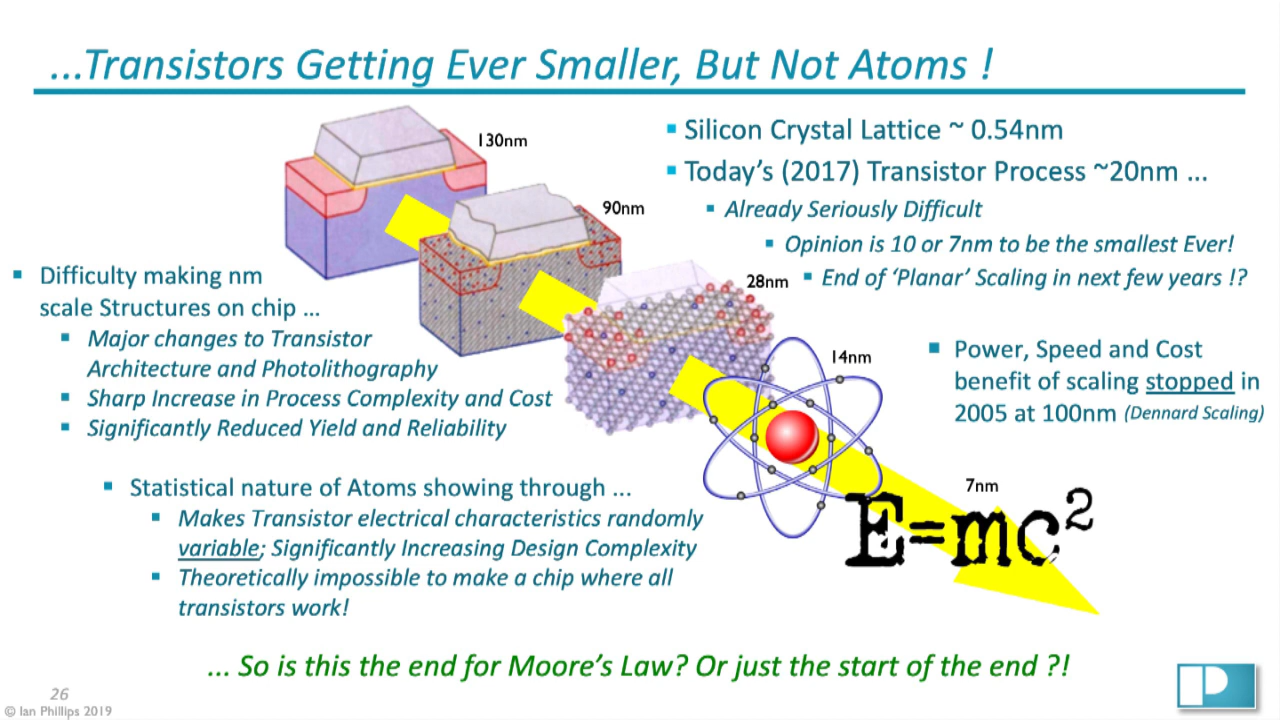 ...Transistors Getting Ever Smaller, But Not Atoms !
130nm
90nm
28nm
14nm
7nm
E=mc²
▪ Silicon Crystal Lattice ~ 0.54nm
▪ Today's (2017) Transistor Process ~20nm ...
▪ Already Seriously Difficult
▪ Opinion is 10 or 7nm to be the smallest Ever!
▪ End of 'Planar' Scaling in next few years !?
▪ Difficulty making nm
scale Structures on chip ...
▪ Major changes to Transistor
Architecture and Photolithography
▪ Sharp Increase in Process Complexity and Cost
▪ Significantly Reduced Yield and Reliability
▪ Power, Speed and Cost
benefit of scaling stopped in
2005 at 100nm (Dennard Scaling)
▪ Statistical nature of Atoms showing through ...
▪ Makes Transistor electrical characteristics randomly
variable; Significantly Increasing Design Complexity
▪ Theoretically impossible to make a chip where all
transistors work!
... So is this the end for Moore's Law? Or just the start of the end ?!
26
© Ian Phillips 2019
P